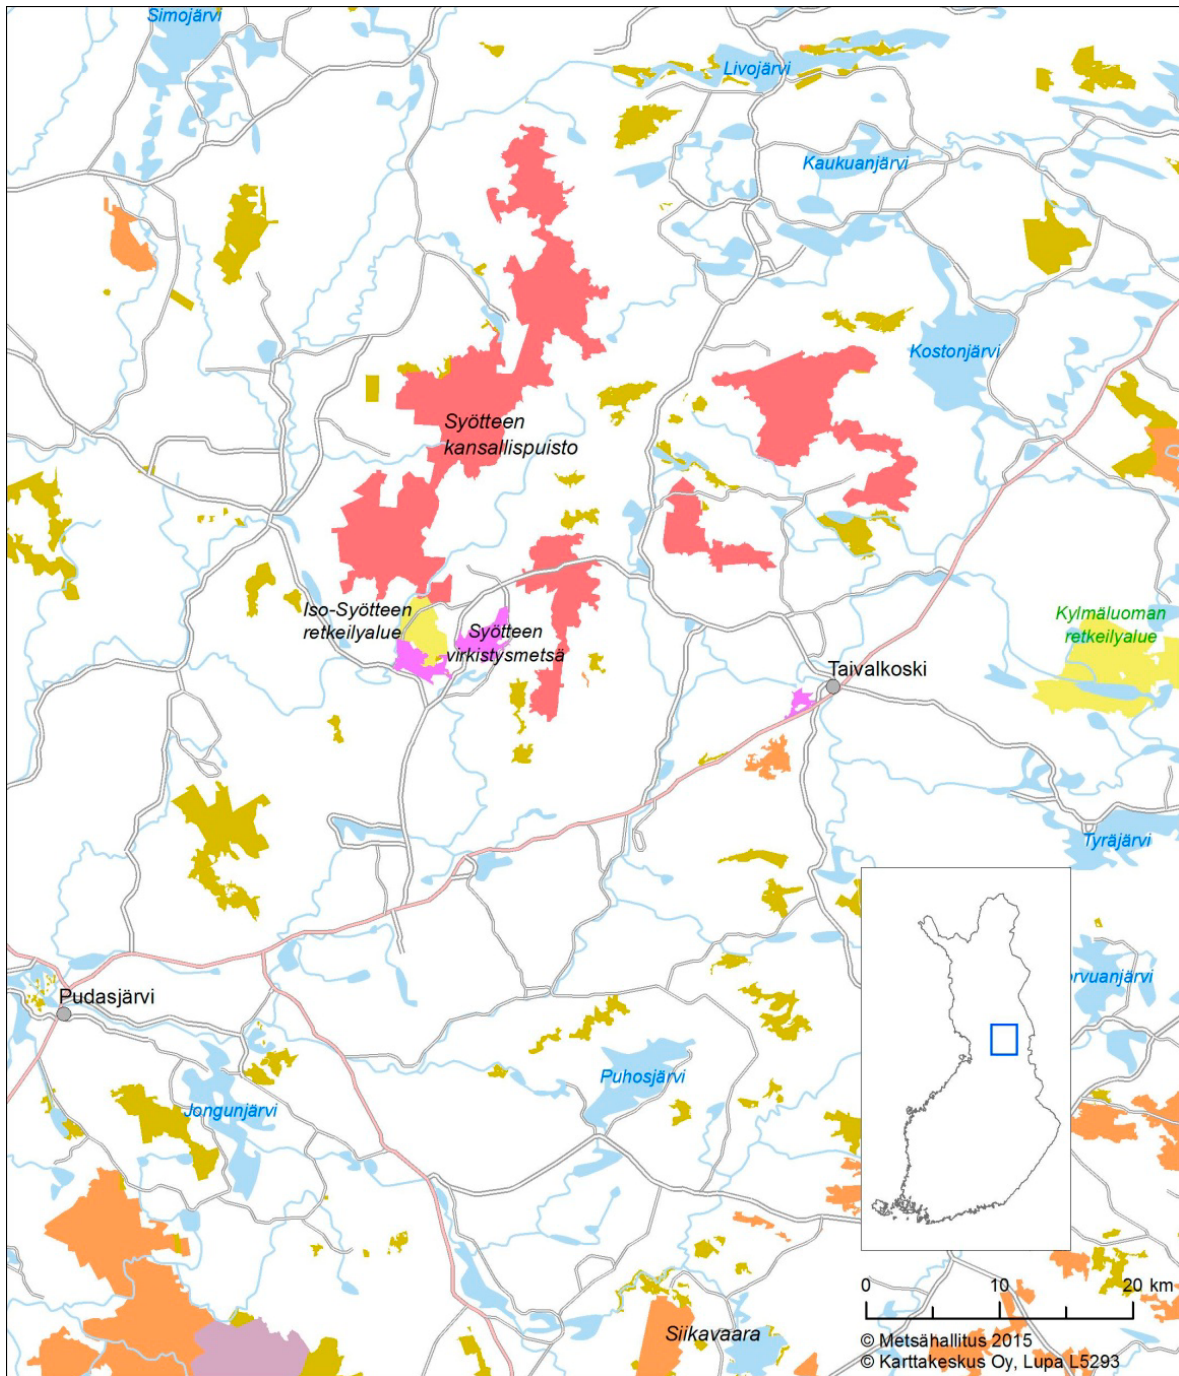 Simojärvi
Livojärvi
Kaukuanjärvi
Kostonjärvi
Syötteen
kansallispuisto
Iso-Syötteen
retkeilyalue
Syötteen
virkistysmetsä
Kylmäluoman
retkeilyalue
Taivalkoski
Tyräjärvi
orvuanjärvi
Pudasjärvi
Puhosjärvi
Jongunjärvi
0 10 20 km
Siikavaara
© Metsähallitus 2015
© Karttakeskus Oy, Lupa L5293